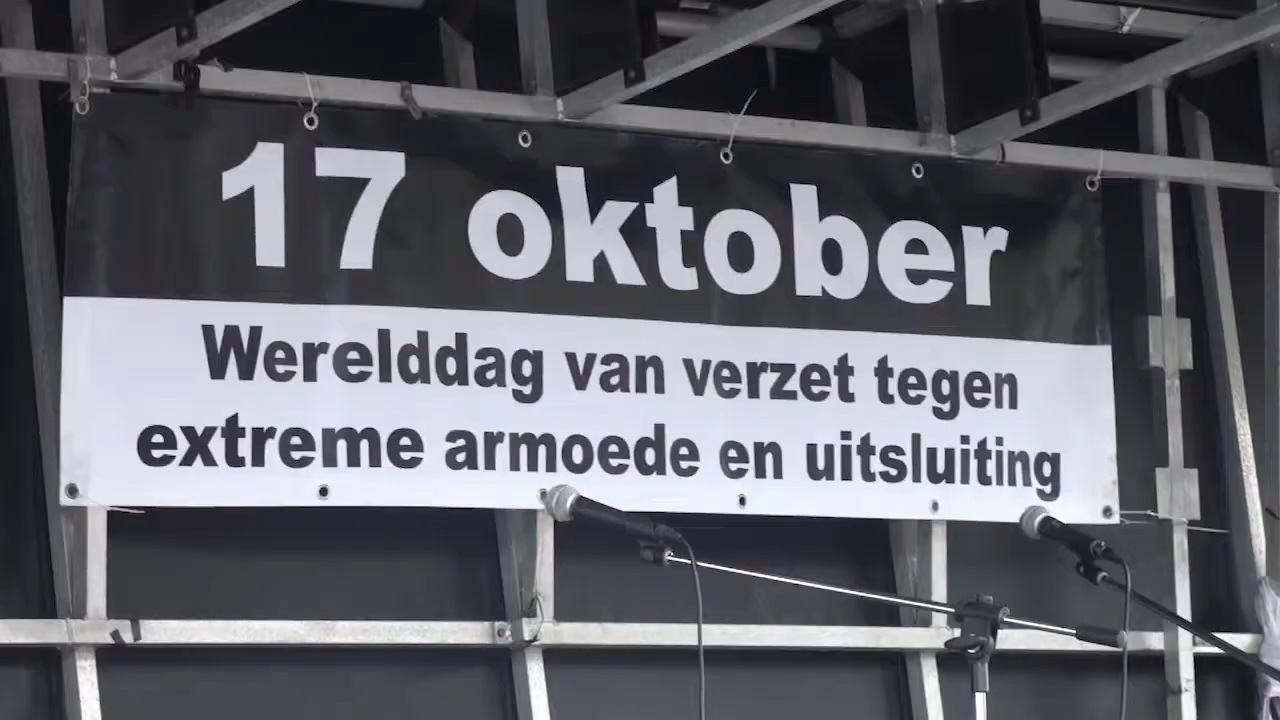 17 oktober
Werelddag van verzet tegen
extreme armoede en uitsluiting